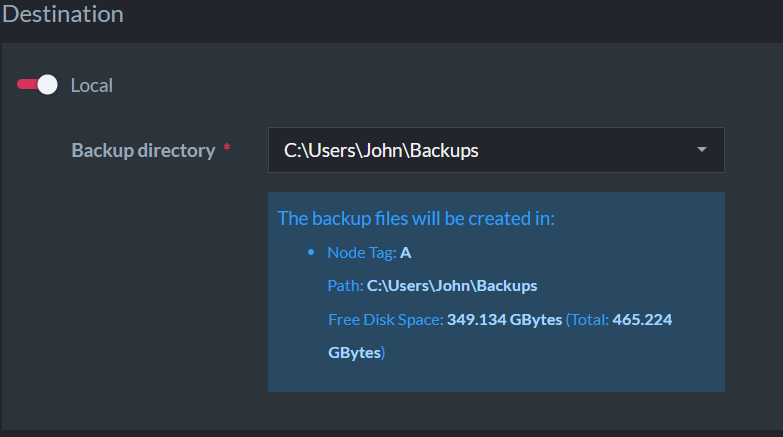 Destination
Local
Backup directory *
C:\Users\John\Backups
The backup files will be created in:
Node Tag: A
Path: C:\Users\John\Backups
Free Disk Space: 349.134 GBytes (Total: 465.224
GBytes)